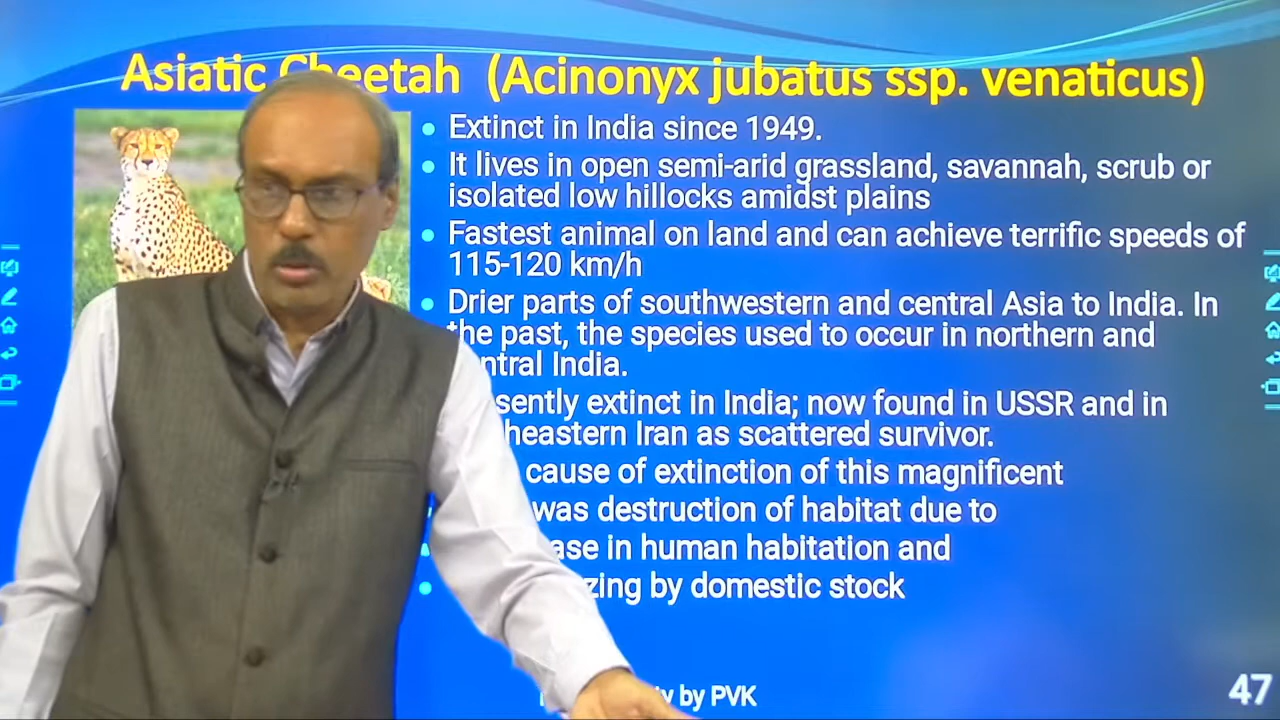 Asiatic Cheetah (Acinonyx jubatus ssp. venaticus)
Extinct in India since 1949.
It lives in open semi-arid grassland, savannah, scrub or
isolated low hillocks amidst plains
Fastest animal on land and can achieve terrific speeds of
115-120 km/h
Drier parts of southwestern and central Asia to India. In
the past, the species used to occur in northern and
India.
extinct in India; now found in USSR and in
Iran as scattered survivor.
cause of extinction of this magnificent
was destruction of habitat due to
in human habitation and
by domestic stock
by PVK
47